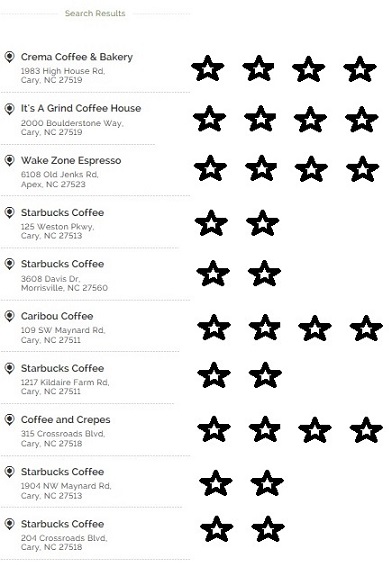 Search Results
Crema Coffee & Bakery
1983 High House Rd,
Cary, NC 27519
It's A Grind Coffee House
2000 Boulderstone Way,
Cary, NC 27519
Wake Zone Espresso
6108 Old Jenks Rd,
Apex, NC 27523
Starbucks Coffee
125 Weston Pkwy,
Cary, NC 27513
Starbucks Coffee
3608 Davis Dr,
Morrisville, NC 27560
Caribou Coffee
109 SW Maynard Rd,
Cary, NC 27511
Starbucks Coffee
1217 Kildaire Farm Rd,
Cary, NC 27511
Coffee and Crepes
315 Crossroads Blvd,
Cary, NC 27518
Starbucks Coffee
1904 NW Maynard Rd,
Cary, NC 27513
Starbucks Coffee
204 Crossroads Blvd,
Cary, NC 27518